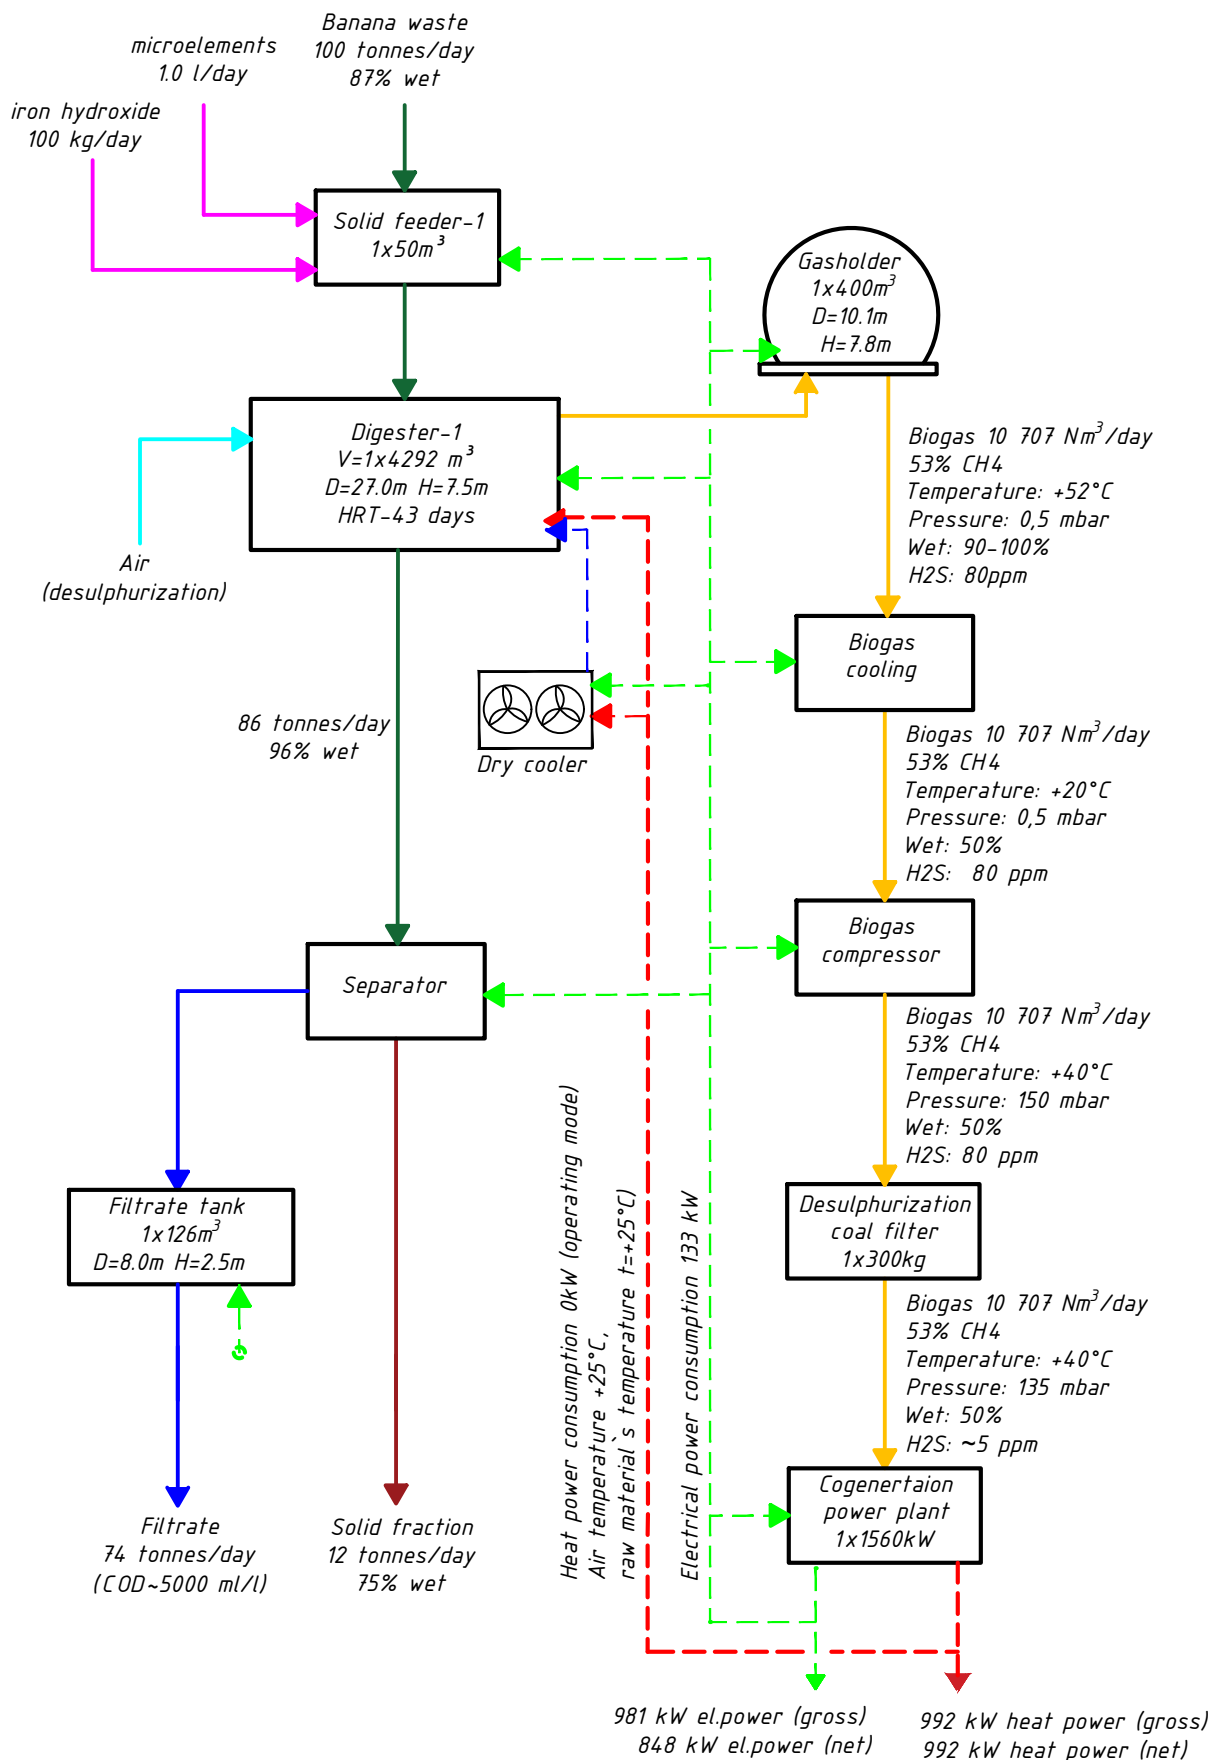 Banana waste
100 tonnes/day
87% wet
microelements
1.0 l/day
iron hydroxide
100 kg/day
Solid feeder-1
1x50m³
Gasholder
1x400m³
D=10.1m
H=7.8m
Digester-1
V=1x4292 m³
D=27.0m H=7.5m
HRT-43 days
Air
(desulphurization)
Biogas 10 707 Nm³/day
53% CH4
Temperature: +52°C
Pressure: 0,5 mbar
Wet: 90-100%
H2S: 80ppm
Biogas
cooling
86 tonnes/day
96% wet
Dry cooler
Biogas 10 707 Nm³/day
53% CH4
Temperature: +20°C
Pressure: 0,5 mbar
Wet: 50%
H2S: 80 ppm
Biogas
compressor
Separator
Biogas 10 707 Nm³/day
53% CH4
Temperature: +40°C
Pressure: 150 mbar
Wet: 50%
H2S: 80 ppm
Filtrate tank
1x126m³
D=8.0m H=2.5m
Heat power consumption 0kW (operating mode)
Air temperature +25°C,
raw material`s temperature t=+25°C)
Electrical power consumption 133 kW
Desulphurization
coal filter
1x300kg
Biogas 10 707 Nm³/day
53% CH4
Temperature: +40°C
Pressure: 135 mbar
Wet: 50%
H2S: ~5 ppm
Cogenertaion
power plant
1x1560kW
Filtrate
74 tonnes/day
(COD~5000 ml/l)
Solid fraction
12 tonnes/day
75% wet
981 kW el.power (gross)
848 kW el.power (net)
992 kW heat power (gross)
992 kW heat power (net)